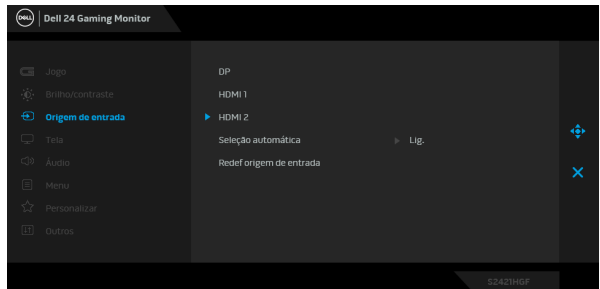 DELL Dell 24 Gaming Monitor
Jogo
Brilho/contraste
Origem de entrada
Tela
Áudio
Menu
Personalizar
Outros
DP
HDMI 1
HDMI 2
Seleção automática Lig.
Redef origem de entrada
S2421HGF